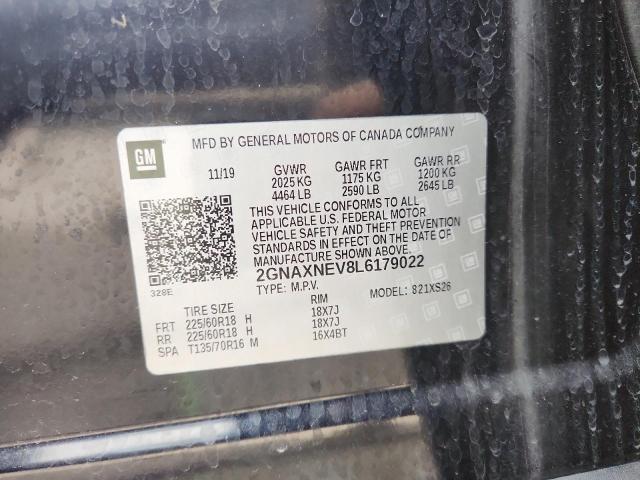 MFD BY GENERAL MOTORS OF CANADA COMPANY
GM
11/19 GVWR GAWR FRT GAWR RR
2025 KG 1175 KG 1200 KG
4464 LB 2590 LB 2645 LB
THIS VEHICLE CONFORMS TO ALL
APPLICABLE U.S. FEDERAL MOTOR
VEHICLE SAFETY AND THEFT PREVENTION
STANDARDS IN EFFECT ON THE DATE OF
MANUFACTURE SHOWN ABOVE.
2GNAXNEV8L6179022
328E TYPE: M.P.V. MODEL: 821XS26
TIRE SIZE RIM
FRT 225/60R18 H 18X7J
RR 225/60R18 H 18X7J
SPA T135/70R16 M 16X4BT